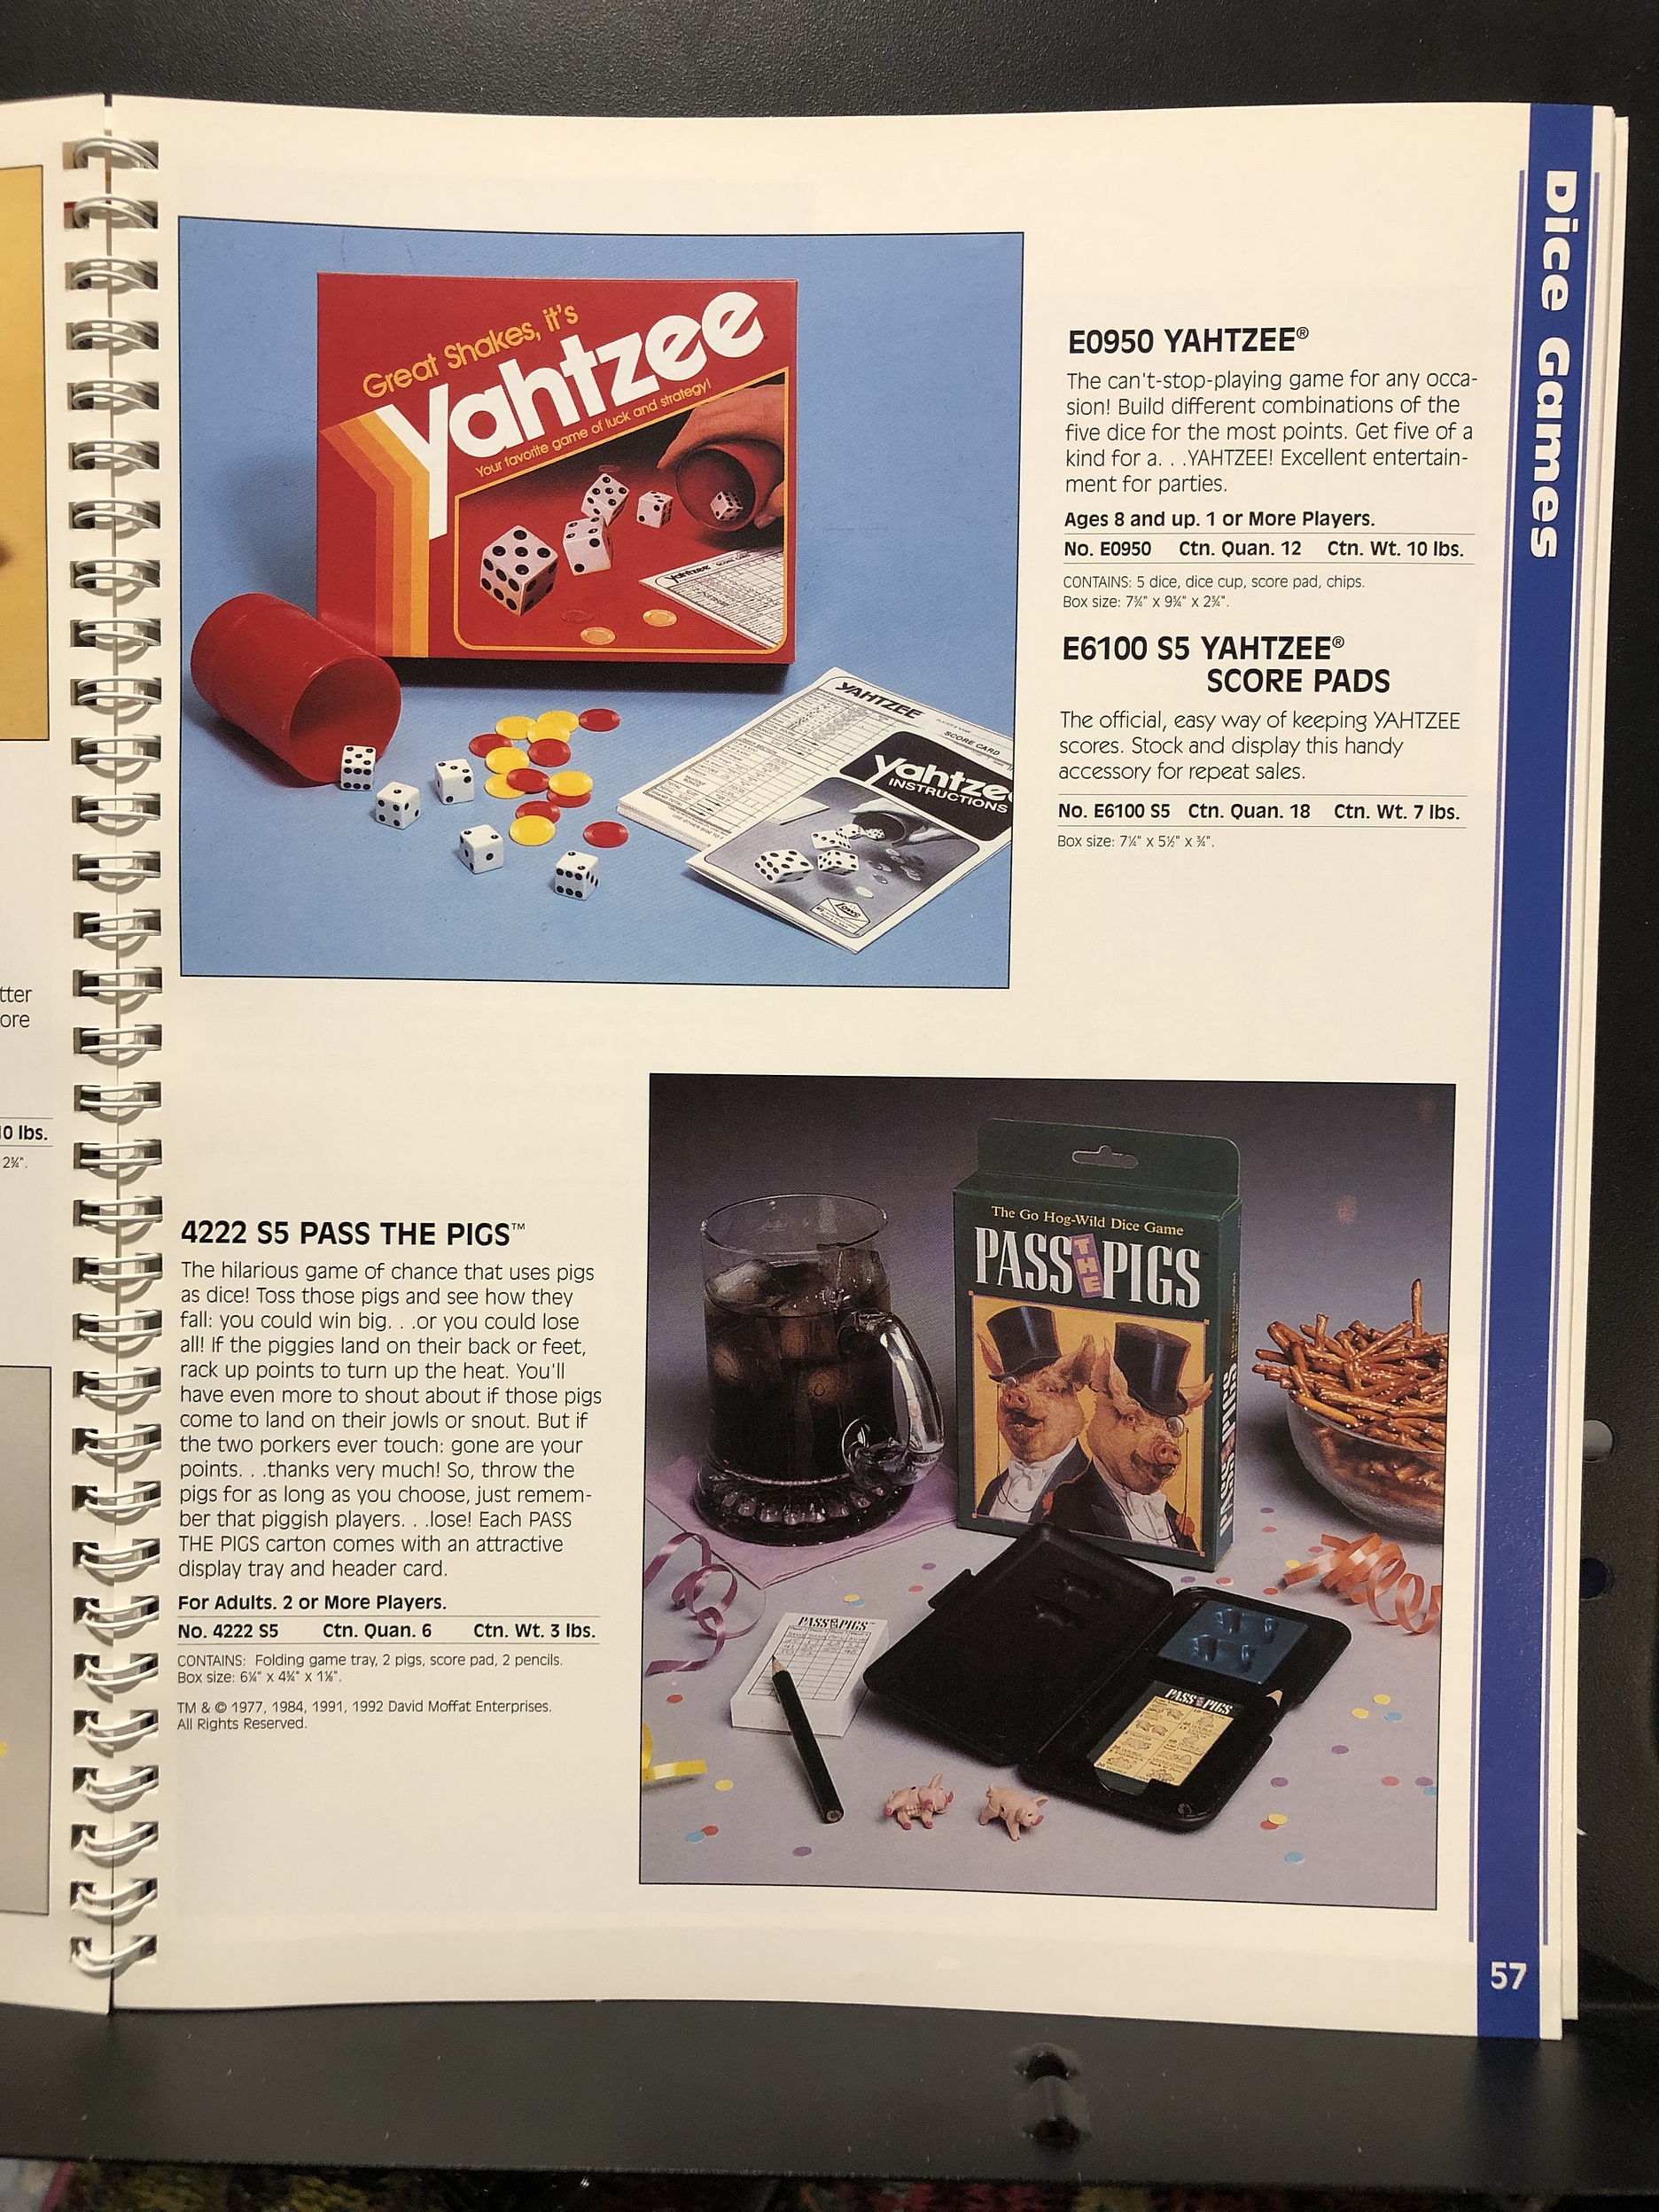 Dice Games
Great Shakes, it's
Yahtzee
Your favorite game of luck and strategy!
Yahtzee
YAHTZEE
SCORE CARD
Yahtzee
INSTRUCTIONS
E0950 YAHTZEE®
The can't-stop-playing game for any occa-
sion! Build different combinations of the
five dice for the most points. Get five of a
kind for a. . .YAHTZEE! Excellent entertain-
ment for parties.
Ages 8 and up. 1 or More Players.
No. E0950 Ctn. Quan. 12 Ctn. Wt. 10 lbs.
CONTAINS: 5 dice, dice cup, score pad, chips.
Box size: 7¾" x 9¾" x 2¾".
E6100 S5 YAHTZEE®
SCORE PADS
The official, easy way of keeping YAHTZEE
scores. Stock and display this handy
accessory for repeat sales.
No. E6100 S5 Ctn. Quan. 18 Ctn. Wt. 7 lbs.
Box size: 7¼" x 5½" x ¾".
tter
ore
10 lbs.
2¾".
4222 S5 PASS THE PIGS™
The hilarious game of chance that uses pigs
as dice! Toss those pigs and see how they
fall: you could win big. . .or you could lose
all! If the piggies land on their back or feet,
rack up points to turn up the heat. You'll
have even more to shout about if those pigs
come to land on their jowls or snout. But if
the two porkers ever touch: gone are your
points. . .thanks very much! So, throw the
pigs for as long as you choose, just remem-
ber that piggish players. . .lose! Each PASS
THE PIGS carton comes with an attractive
display tray and header card.
For Adults. 2 or More Players.
No. 4222 S5 Ctn. Quan. 6 Ctn. Wt. 3 lbs.
CONTAINS: Folding game tray, 2 pigs, score pad, 2 pencils.
Box size: 6¼" x 4¾" x 1⅛".
TM & © 1977, 1984, 1991, 1992 David Moffat Enterprises.
All Rights Reserved.
The Go Hog-Wild Dice Game
PASS THE PIGS
PASS THE PIGS
PASS THE PIGS
PASS THE PIGS
57